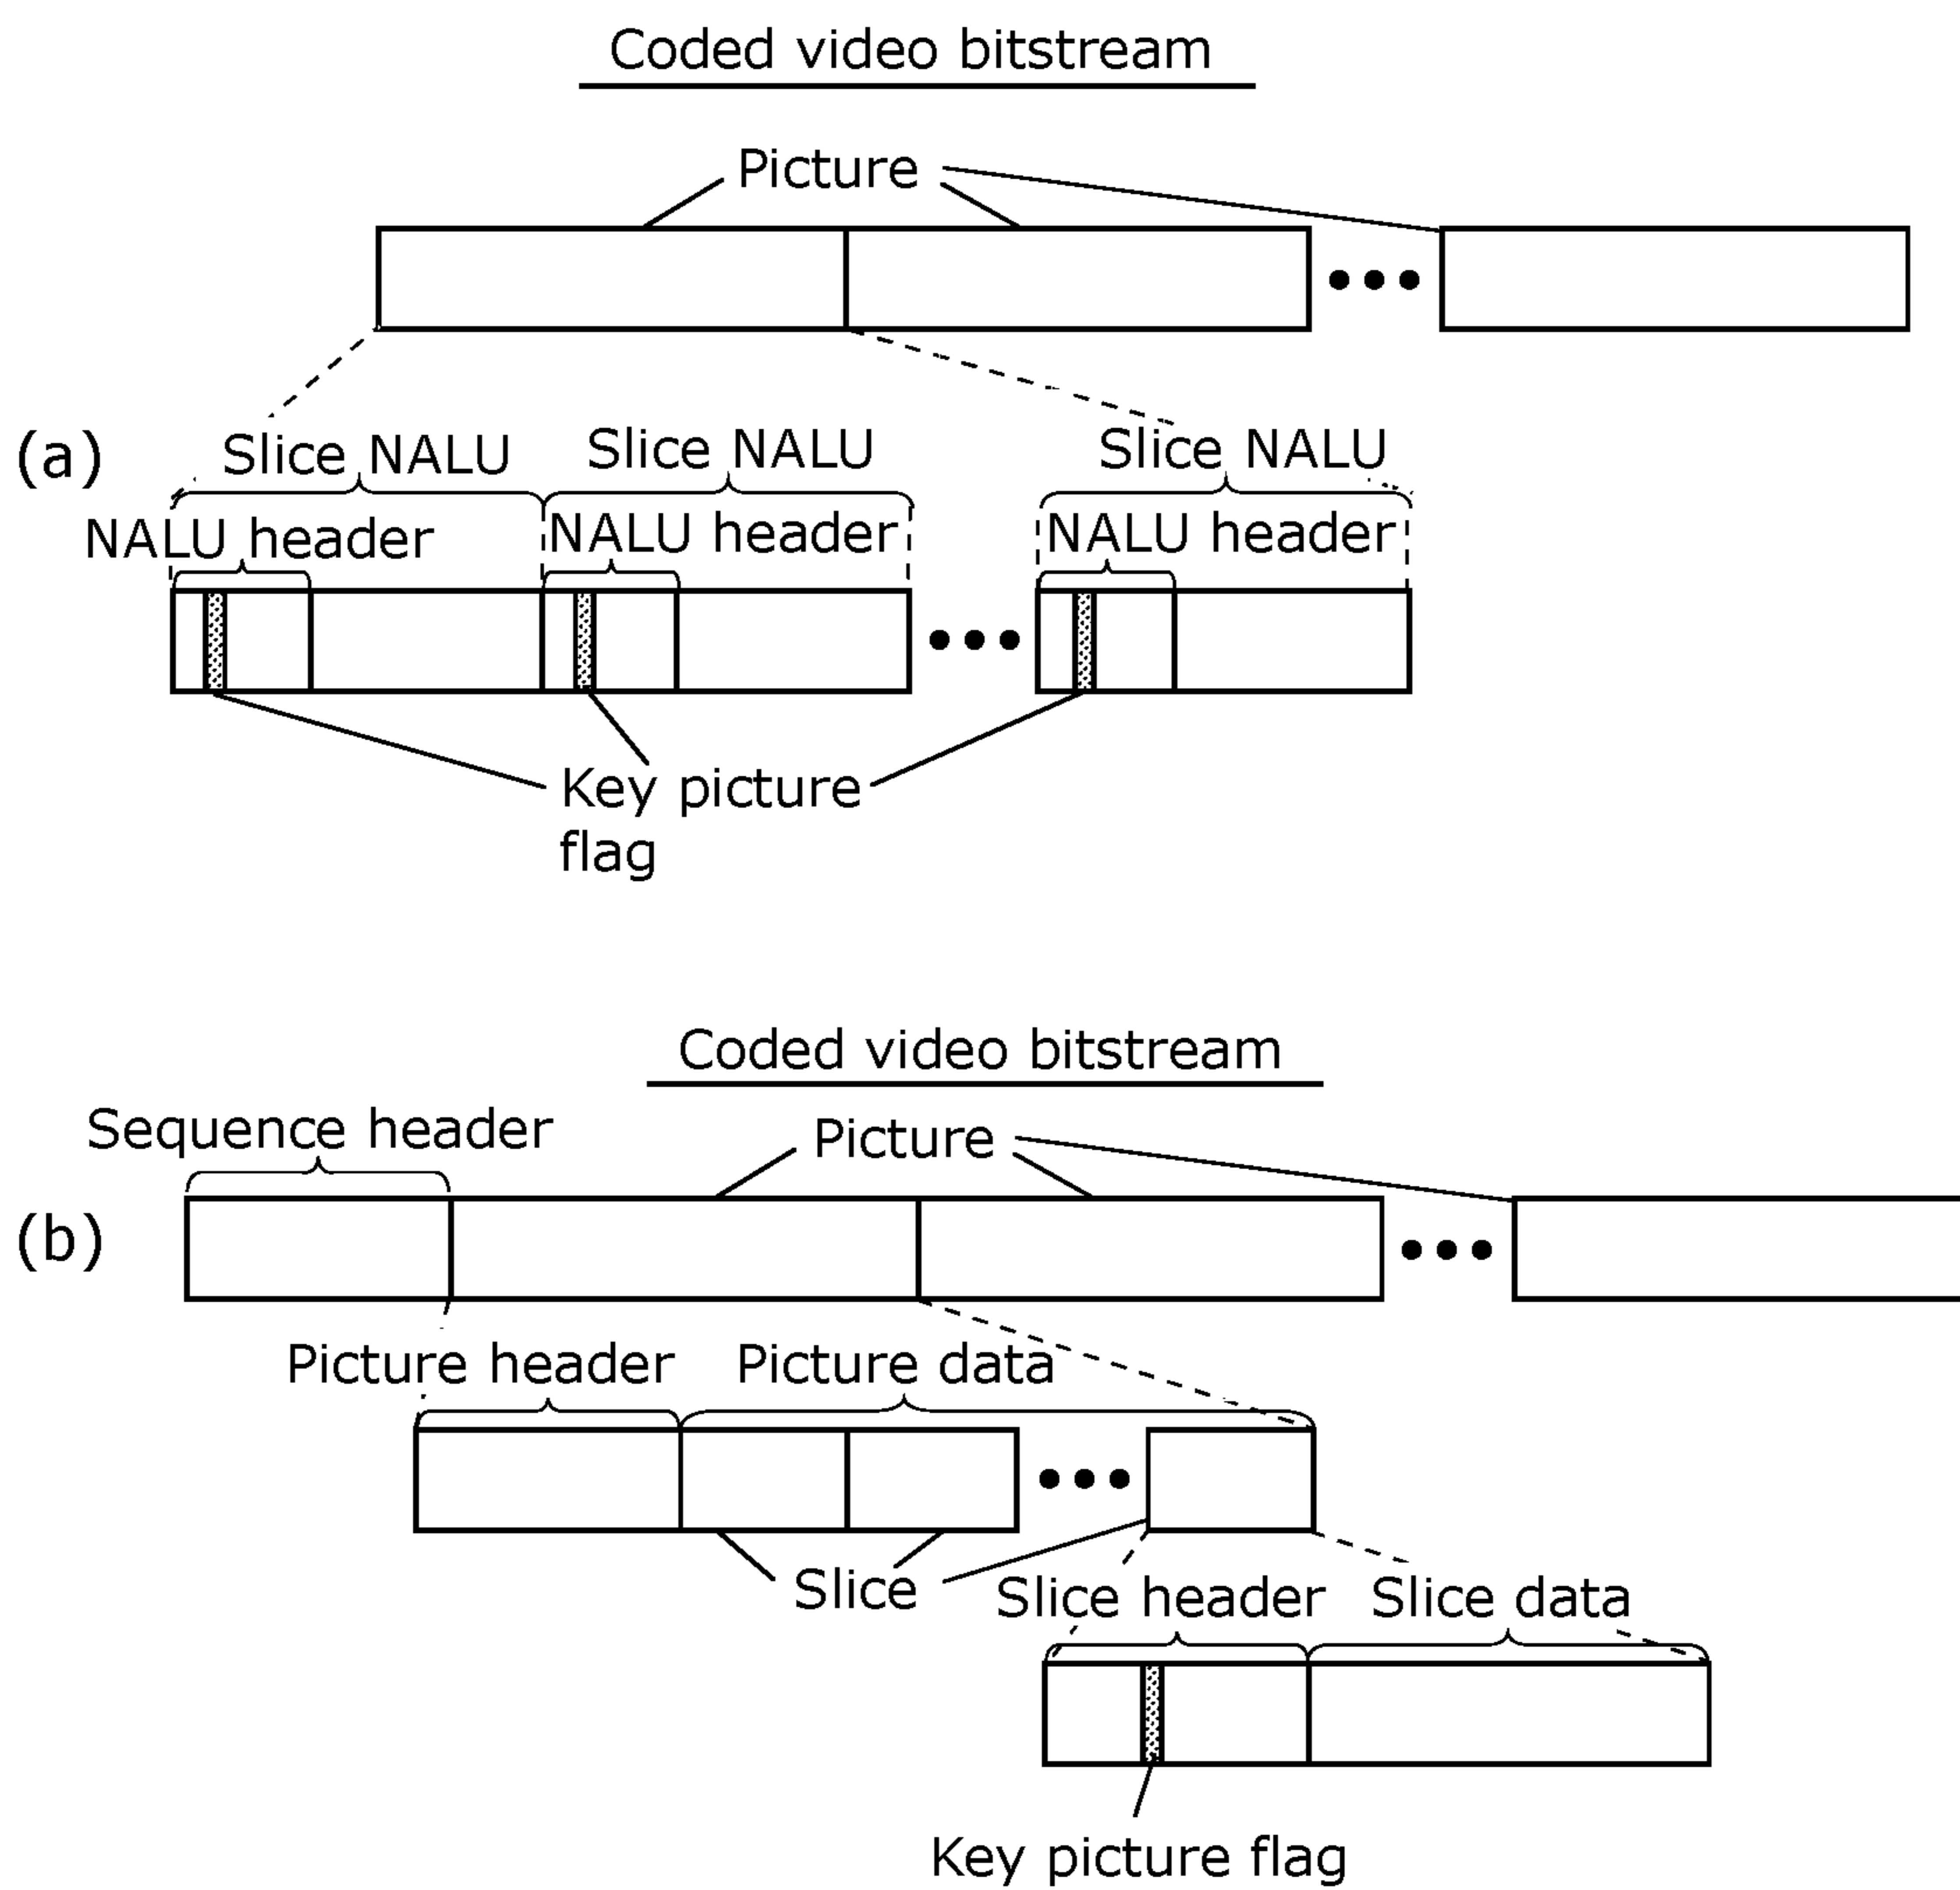 Coded video bitstream
Picture
(a)
Slice NALU
Slice NALU
Slice NALU
NALU header
NALU header
NALU header
Key picture
flag
Coded video bitstream
Sequence header
Picture
(b)
Picture header
Picture data
Slice
Slice header
Slice data
Key picture flag